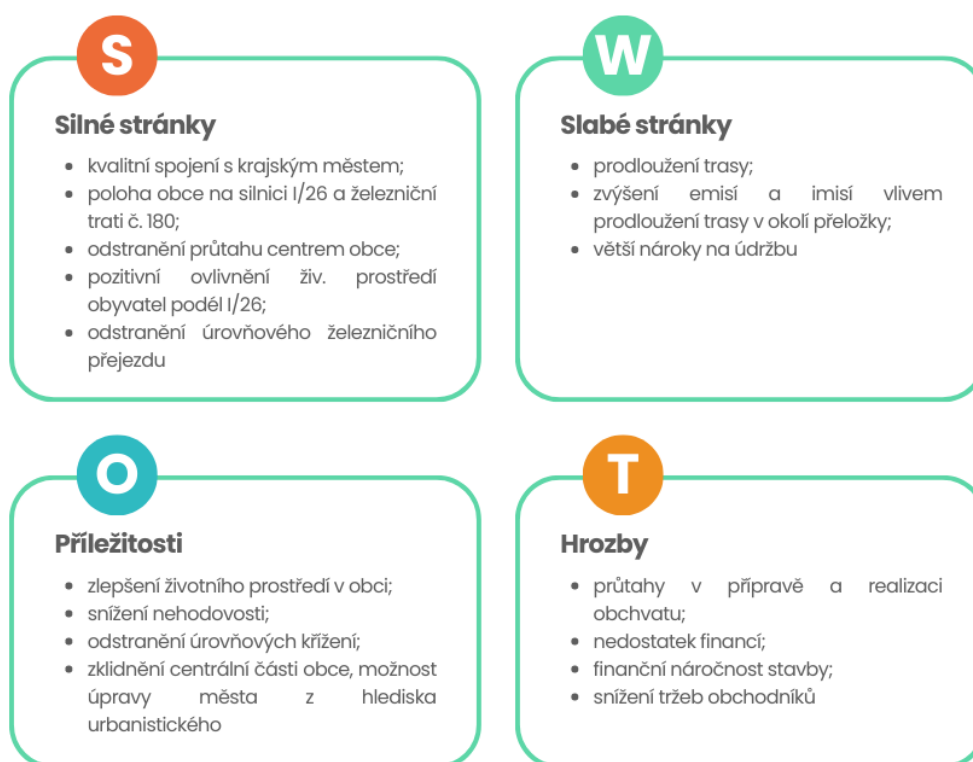 S
Silné stránky
• kvalitní spojení s krajským městem;
• poloha obce na silnici I/26 a železniční
trati č. 180;
• odstranění průtahu centrem obce;
• pozitivní ovlivnění živ. prostředí
obyvatel podél I/26;
• odstranění úrovňového železničního
přejezdu
W
Slabé stránky
• prodloužení trasy;
• zvýšení emisí a imisí vlivem
prodloužení trasy v okolí přeložky;
• větší nároky na údržbu
O
Příležitosti
• zlepšení životního prostředí v obci;
• snížení nehodovosti;
• odstranění úrovňových křížení;
• zklidnění centrální části obce, možnost
úpravy města z hlediska
urbanistického
T
Hrozby
• průtahy v přípravě a realizaci
obchvatu;
• nedostatek financí;
• finanční náročnost stavby;
• snížení tržeb obchodníků